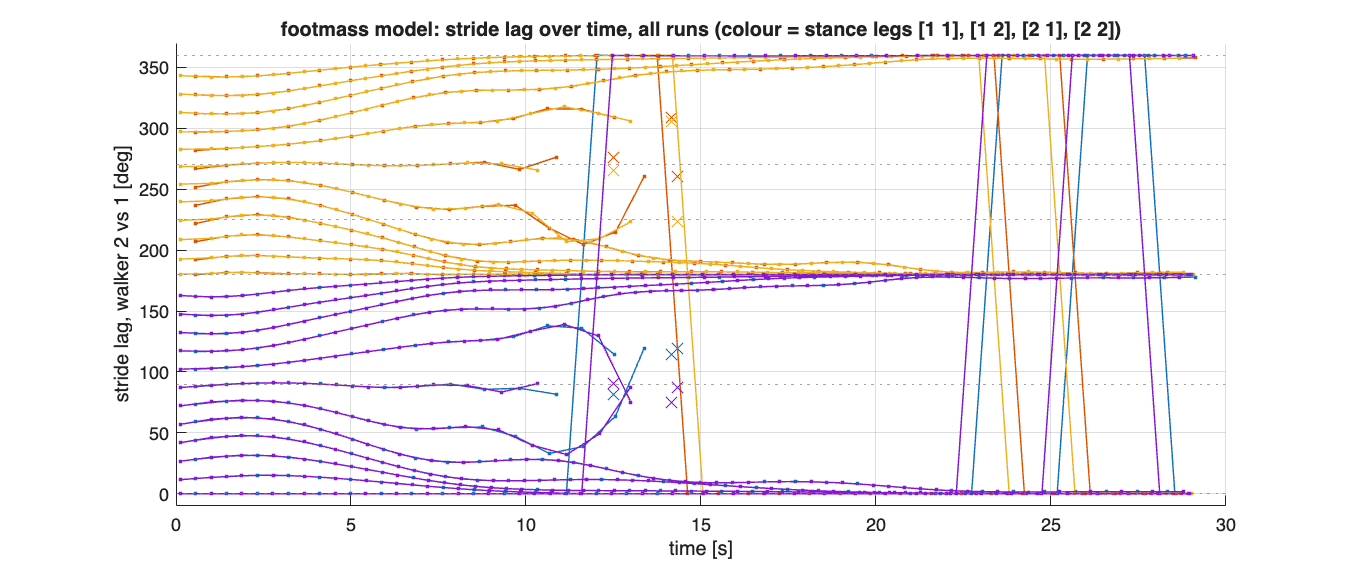 footmass model: stride lag over time, all runs (colour = stance legs [1 1], [1 2], [2 1], [2 2])
stride lag, walker 2 vs 1 [deg]
350
300
250
200
150
100
50
0
0 5 10 15 20 25 30
time [s]